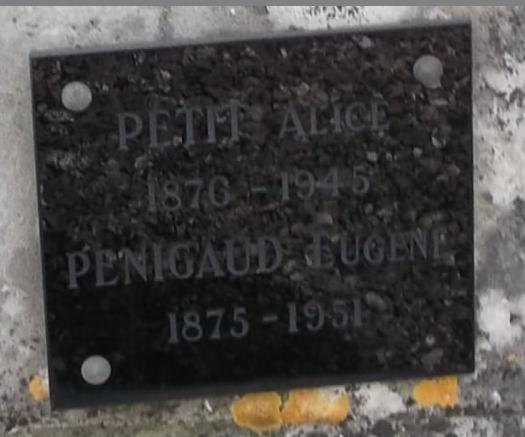 PETIT ALICE
1876 - 1945
PENIGAUD EUGENE
1875 - 1951